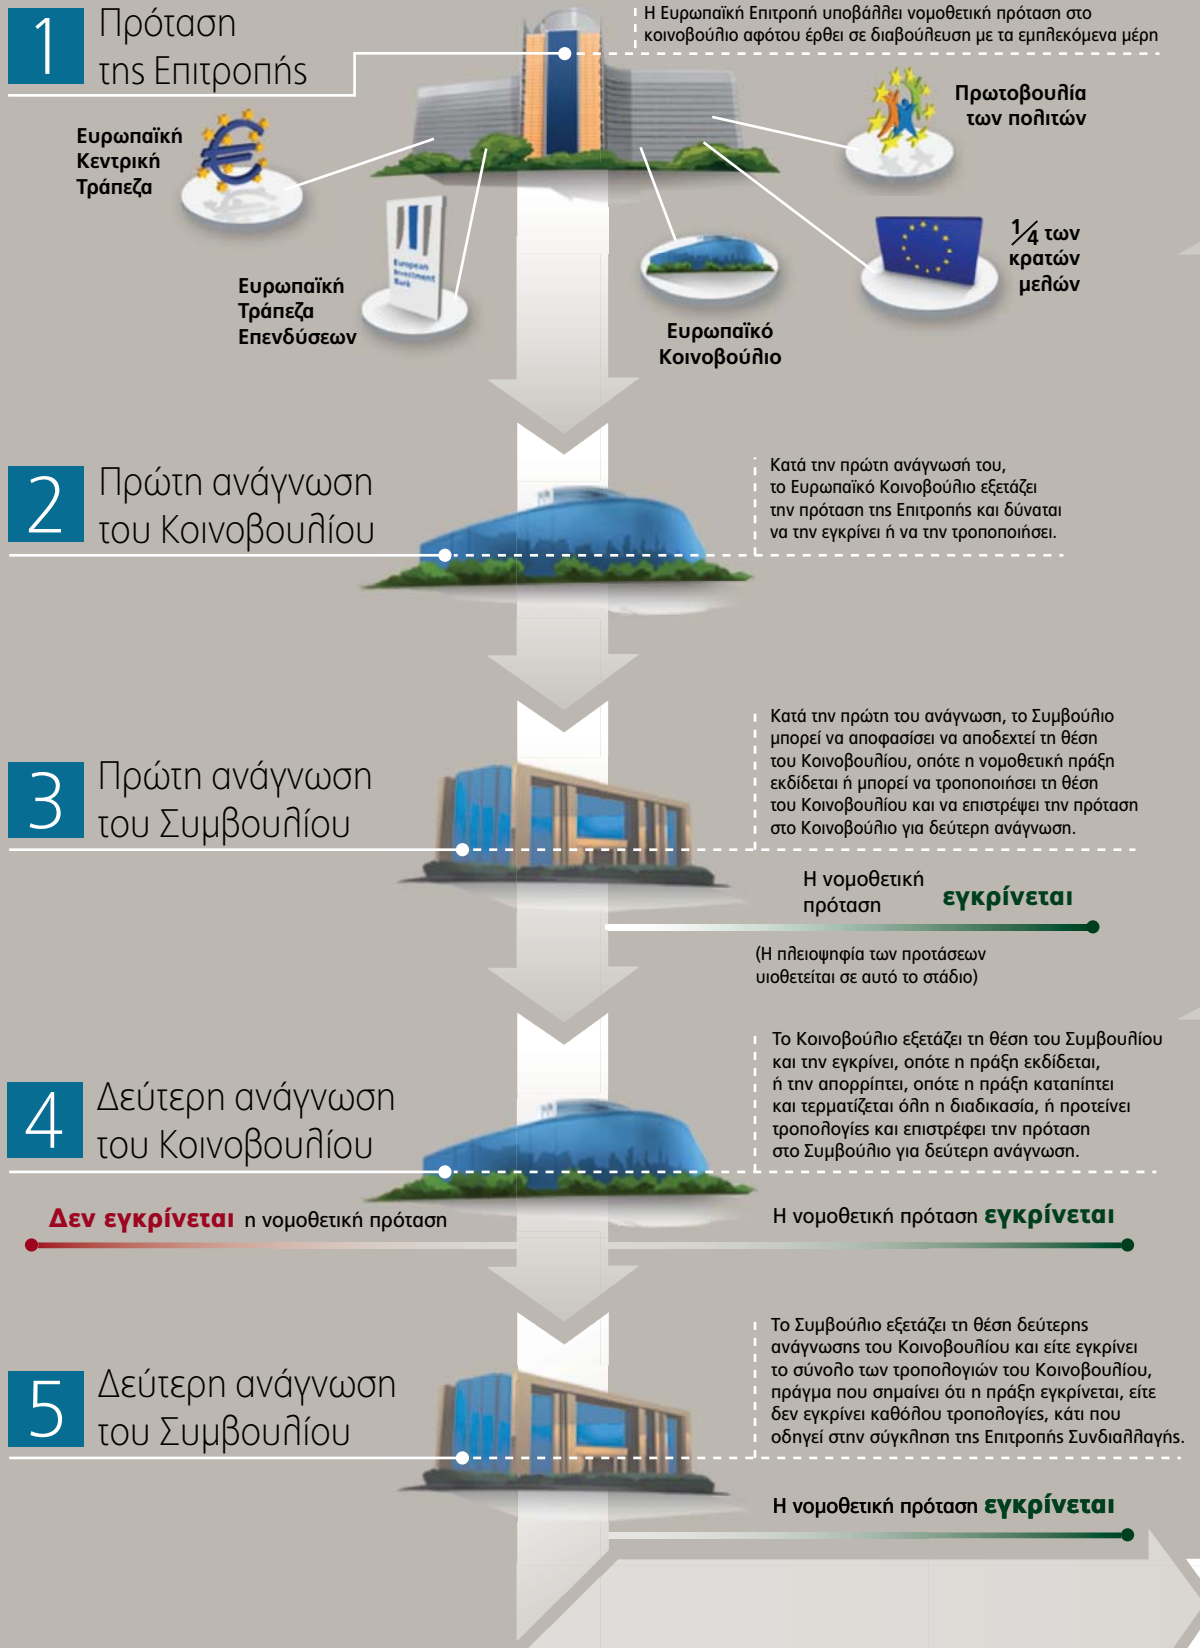 1
Πρόταση
της Επιτροπής
Η Ευρωπαϊκή Επιτροπή υποβάλλει νομοθετική πρόταση στο
κοινοβούλιο αφότου έρθει σε διαβούλευση με τα εμπλεκόμενα μέρη
Ευρωπαϊκή
Κεντρική
Τράπεζα
Πρωτοβουλία
των πολιτών
European
Investment
Bank
Ευρωπαϊκή
Τράπεζα
Επενδύσεων
Ευρωπαϊκό
Κοινοβούλιο
1/4 των
κρατών
μελών
2
Πρώτη ανάγνωση
του Κοινοβουλίου
Κατά την πρώτη ανάγνωσή του,
το Ευρωπαϊκό Κοινοβούλιο εξετάζει
την πρόταση της Επιτροπής και δύναται
να την εγκρίνει ή να την τροποποιήσει.
3
Πρώτη ανάγνωση
του Συμβουλίου
Κατά την πρώτη του ανάγνωση, το Συμβούλιο
μπορεί να αποφασίσει να αποδεχτεί τη θέση
του Κοινοβουλίου, οπότε η νομοθετική πράξη
εκδίδεται ή μπορεί να τροποποιήσει τη θέση
του Κοινοβουλίου και να επιστρέψει την πρόταση
στο Κοινοβούλιο για δεύτερη ανάγνωση.
Η νομοθετική
πρόταση εγκρίνεται
(Η πλειοψηφία των προτάσεων
υιοθετείται σε αυτό το στάδιο)
4
Δεύτερη ανάγνωση
του Κοινοβουλίου
Το Κοινοβούλιο εξετάζει τη θέση του Συμβουλίου
και την εγκρίνει, οπότε η πράξη εκδίδεται,
ή την απορρίπτει, οπότε η πράξη καταπίπτει
και τερματίζεται όλη η διαδικασία, ή προτείνει
τροπολογίες και επιστρέφει την πρόταση
στο Συμβούλιο για δεύτερη ανάγνωση.
Δεν εγκρίνεται η νομοθετική πρόταση
Η νομοθετική πρόταση εγκρίνεται
5
Δεύτερη ανάγνωση
του Συμβουλίου
Το Συμβούλιο εξετάζει τη θέση δεύτερης
ανάγνωσης του Κοινοβουλίου και είτε εγκρίνει
το σύνολο των τροπολογιών του Κοινοβουλίου,
πράγμα που σημαίνει ότι η πράξη εγκρίνεται, είτε
δεν εγκρίνει καθόλου τροπολογίες, κάτι που
οδηγεί στην σύγκληση της Επιτροπής Συνδιαλλαγής.
Η νομοθετική πρόταση εγκρίνεται